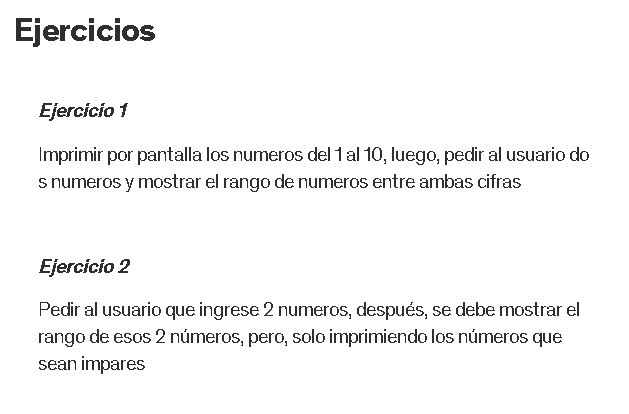 Ejercicios
Ejercicio 1
Imprimir por pantalla los numeros del 1 al 10, luego, pedir al usuario do
s numeros y mostrar el rango de numeros entre ambas cifras
Ejercicio 2
Pedir al usuario que ingrese 2 numeros, después, se debe mostrar el
rango de esos 2 números, pero, solo imprimiendo los números que
sean impares